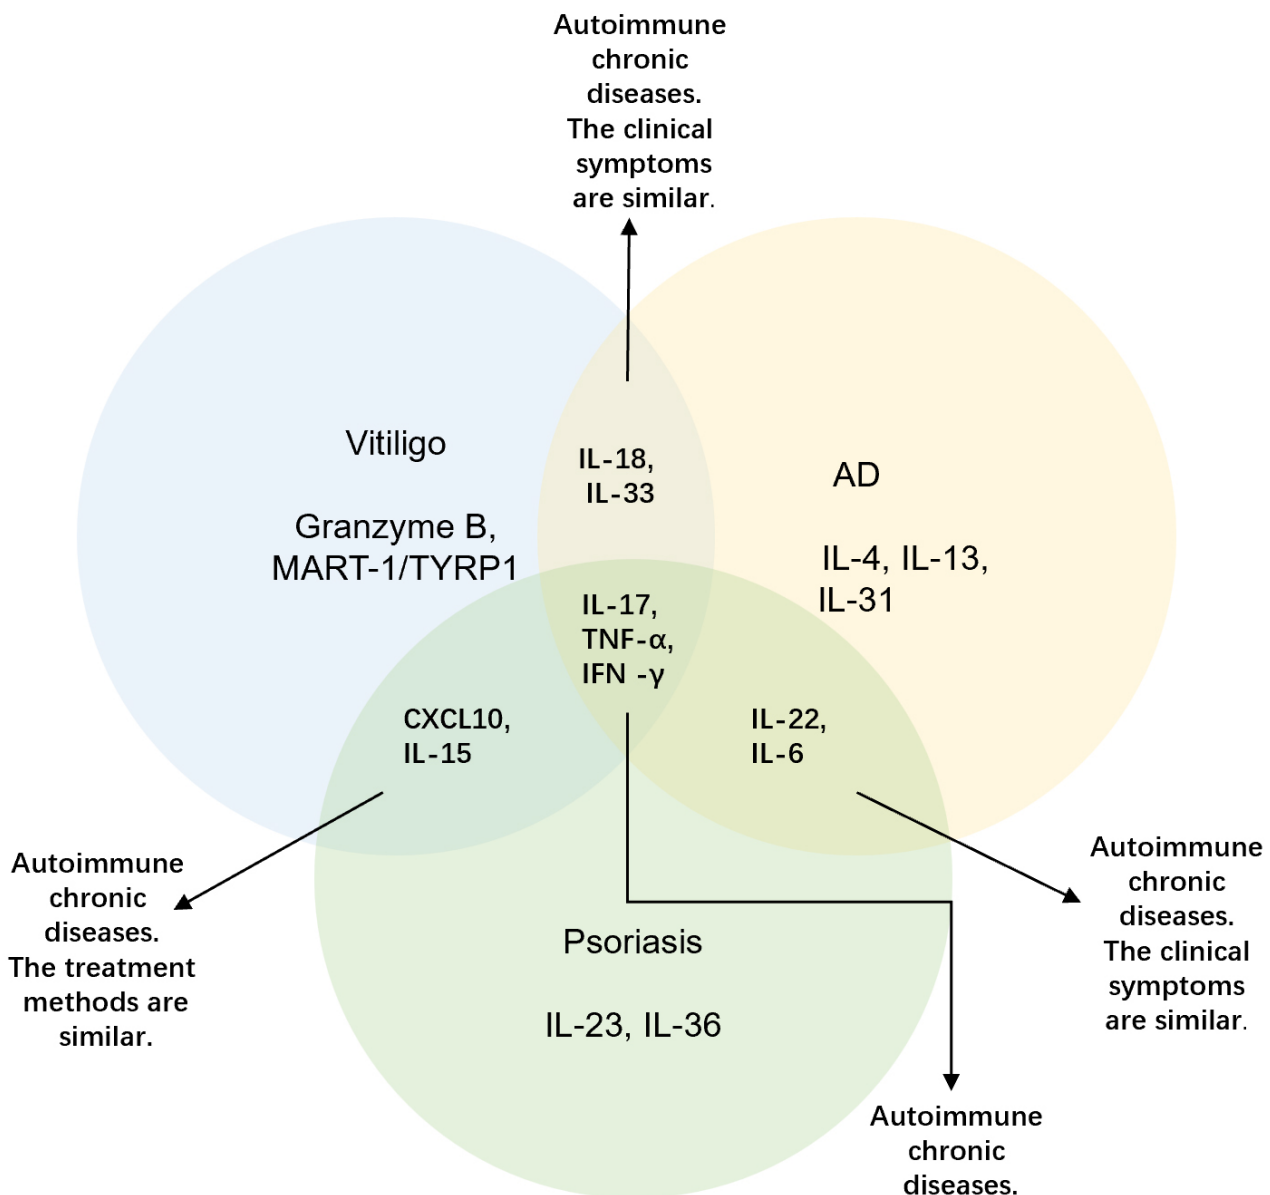 Autoimmune
chronic
diseases.
The clinical
symptoms
are similar.
Vitiligo
Granzyme B,
MART-1/TYRP1
IL-18,
IL-33
AD
IL-4, IL-13,
IL-31
IL-17,
TNF-α,
IFN -γ
CXCL10,
IL-15
IL-22,
IL-6
Autoimmune
chronic
diseases.
The treatment
methods are
similar.
Autoimmune
chronic
diseases.
The clinical
symptoms
are similar.
Psoriasis
IL-23, IL-36
Autoimmune
chronic
diseases.